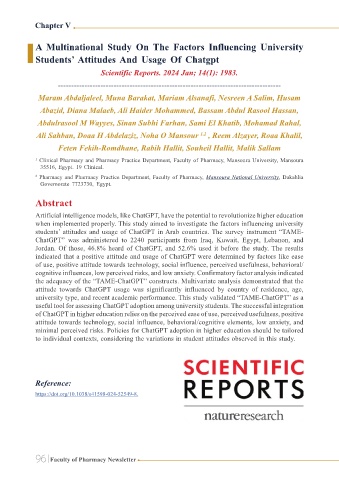 Chapter V
A Multinational Study On The Factors Influencing University
Students' Attitudes And Usage Of Chatgpt
Scientific Reports. 2024 Jan; 14(1): 1983.
--------------------------------------------------------------------------------
Maram Abdaljaleel, Muna Barakat, Mariam Alsanafi, Nesreen A Salim, Husam
Abazid, Diana Malaeb, Ali Haider Mohammed, Bassam Abdul Rasool Hassan,
Abdulrasool M Wayyes, Sinan Subhi Farhan, Sami El Khatib, Mohamad Rahal,
Ali Sahban, Doaa H Abdelaziz, Noha O Mansour 1,2 , Reem Alzayer, Roaa Khalil,
Feten Fekih-Romdhane, Rabih Hallit, Souheil Hallit, Malik Sallam
1 Clinical Pharmacy and Pharmacy Practice Department, Faculty of Pharmacy, Mansoura University, Mansoura
35516, Egypt. 19 Clinical.
2 Pharmacy and Pharmacy Practice Department, Faculty of Pharmacy, Mansoura National University, Dakahlia
Governorate 7723730, Egypt.
Abstract
Artificial intelligence models, like ChatGPT, have the potential to revolutionize higher education
when implemented properly. This study aimed to investigate the factors influencing university
students' attitudes and usage of ChatGPT in Arab countries. The survey instrument "TAME-
ChatGPT" was administered to 2240 participants from Iraq, Kuwait, Egypt, Lebanon, and
Jordan. Of those, 46.8% heard of ChatGPT, and 52.6% used it before the study. The results
indicated that a positive attitude and usage of ChatGPT were determined by factors like ease
of use, positive attitude towards technology, social influence, perceived usefulness, behavioral/
cognitive influences, low perceived risks, and low anxiety. Confirmatory factor analysis indicated
the adequacy of the "TAME-ChatGPT" constructs. Multivariate analysis demonstrated that the
attitude towards ChatGPT usage was significantly influenced by country of residence, age,
university type, and recent academic performance. This study validated "TAME-ChatGPT" as a
useful tool for assessing ChatGPT adoption among university students. The successful integration
of ChatGPT in higher education relies on the perceived ease of use, perceived usefulness, positive
attitude towards technology, social influence, behavioral/cognitive elements, low anxiety, and
minimal perceived risks. Policies for ChatGPT adoption in higher education should be tailored
to individual contexts, considering the variations in student attitudes observed in this study.
SCIENTIFIC
REPORTS
natureresearch
Reference:
https://doi.org/10.1038/s41598-024-52549-8.
96 | Faculty of Pharmacy Newsletter